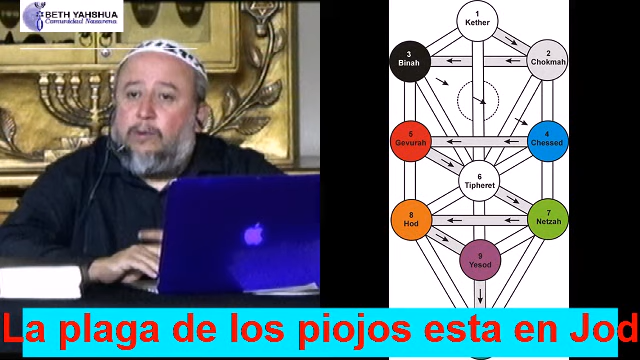 BETH YAHSHUA
Comunidad Nazarena
1
Kether
2
Chokmah
3
Binah
4
Chessed
5
Gevurah
6
Tipheret
7
Netzah
8
Hod
9
Yesod
La plaga de los piojos esta en Jod